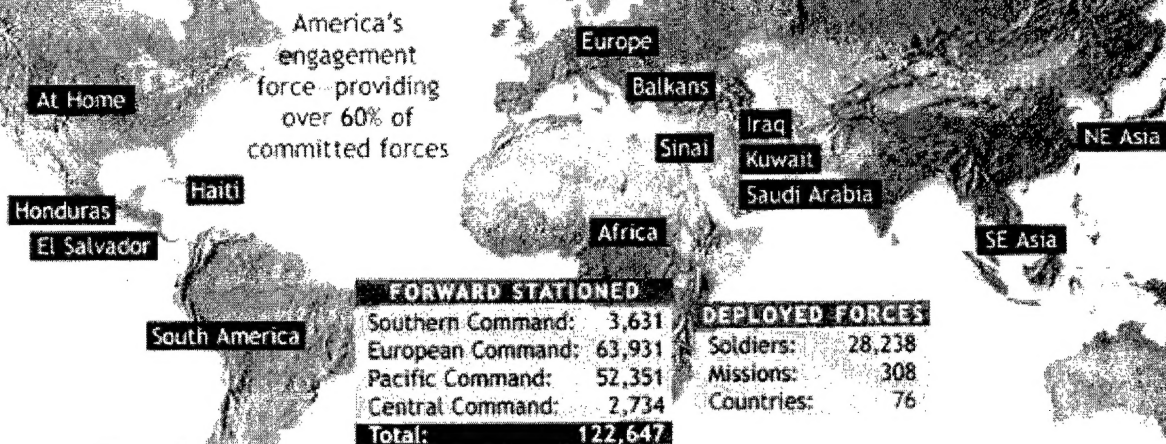 America's
engagement
force providing
over 60% of
committed forces
Europe
Balkans
At Home
Iraq
NE Asia
Sinai
Kuwait
Haiti
Saudi Arabia
Honduras
El Salvador
Africa
SE Asia
South America
FORWARD STATIONED
Southern Command: 3,631
European Command: 63,931
Pacific Command: 52,351
Central Command: 2,734
Total: 122,647
DEPLOYED FORCES
Soldiers: 28,238
Missions: 308
Countries: 76